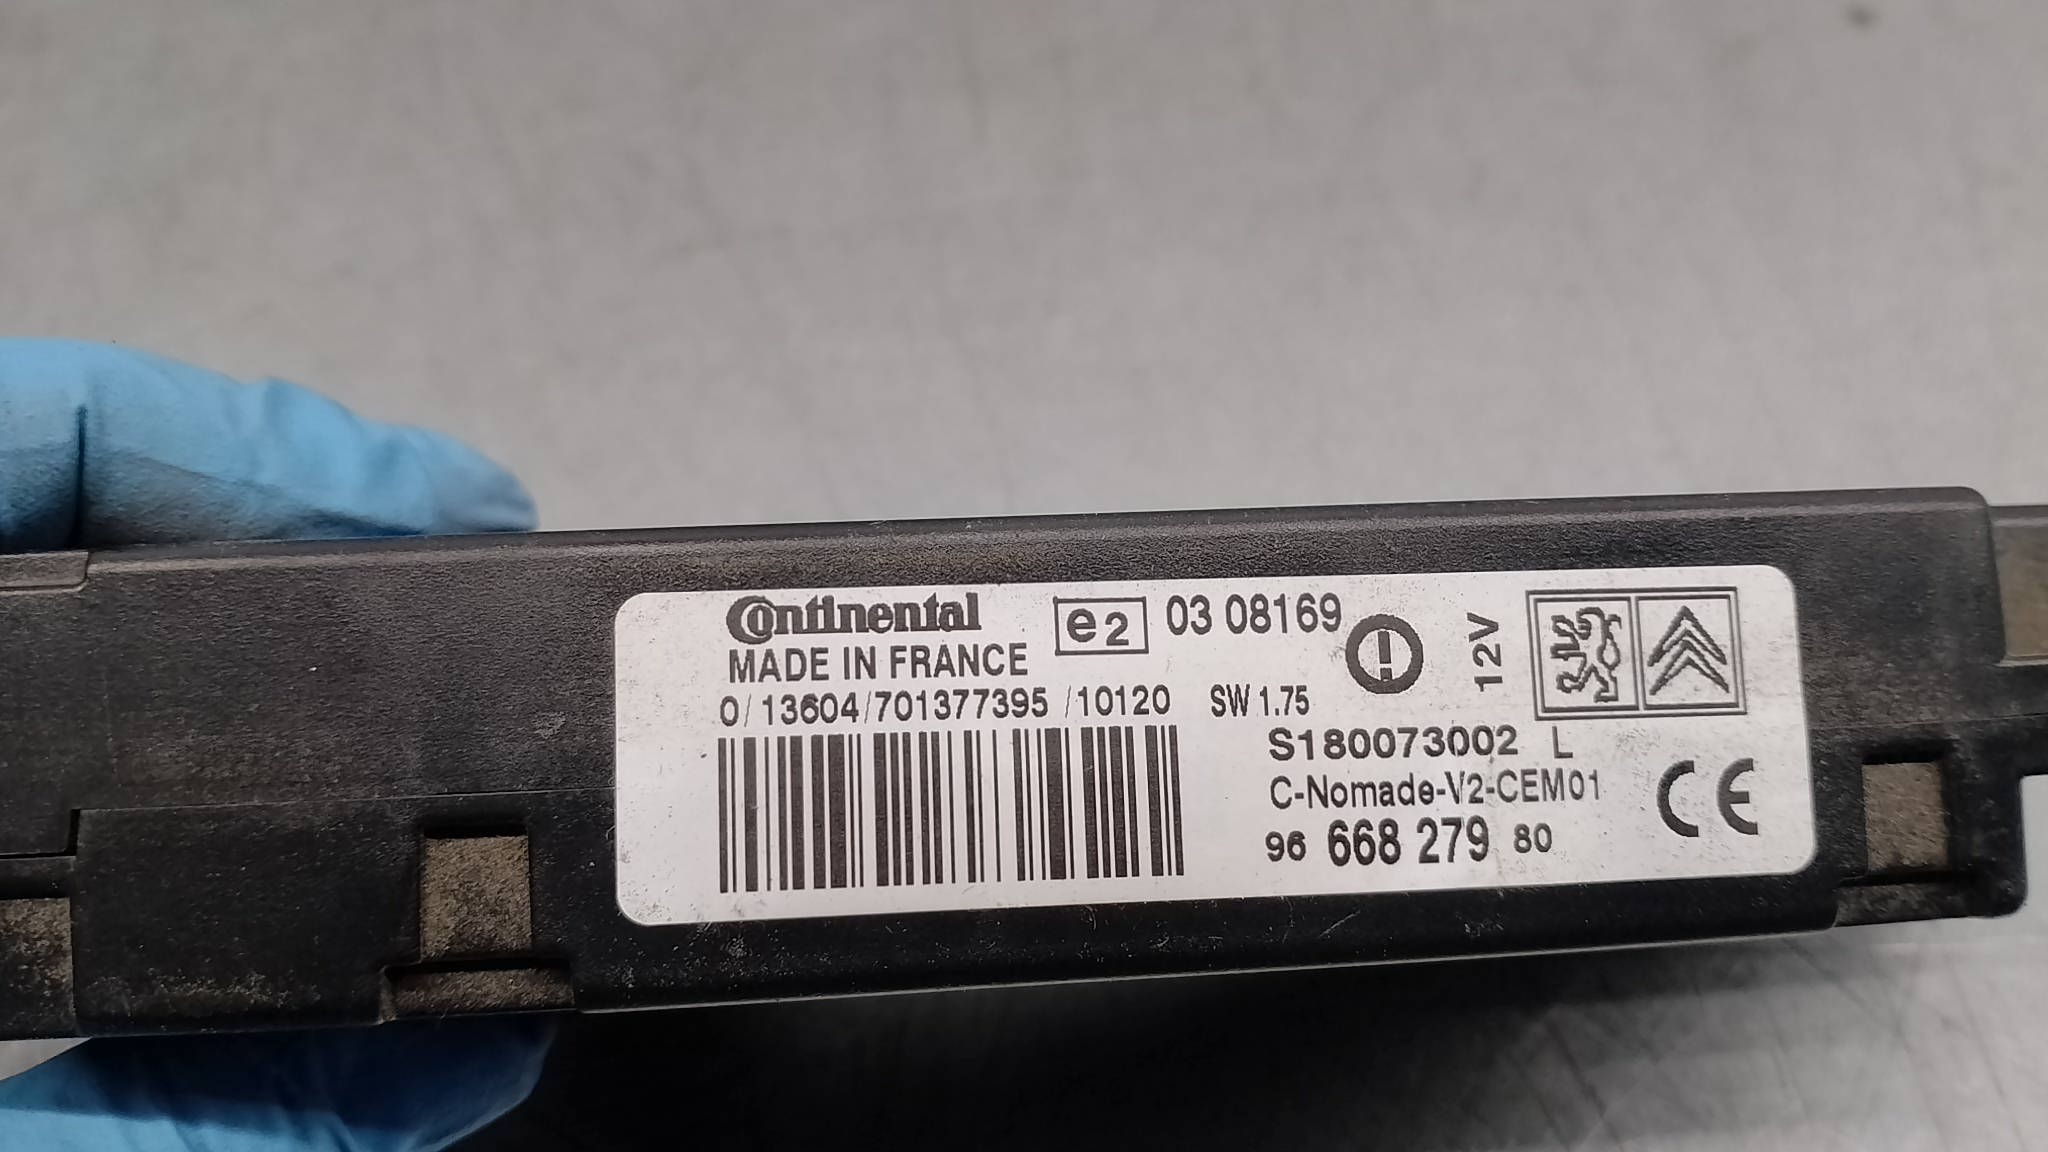 Continental
MADE IN FRANCE
e2 03 08169
12V
0/13604/701377395/10120 SW 1.75
S180073002 L
C-Nomade-V2-CEM01
96 668 279 80
CE